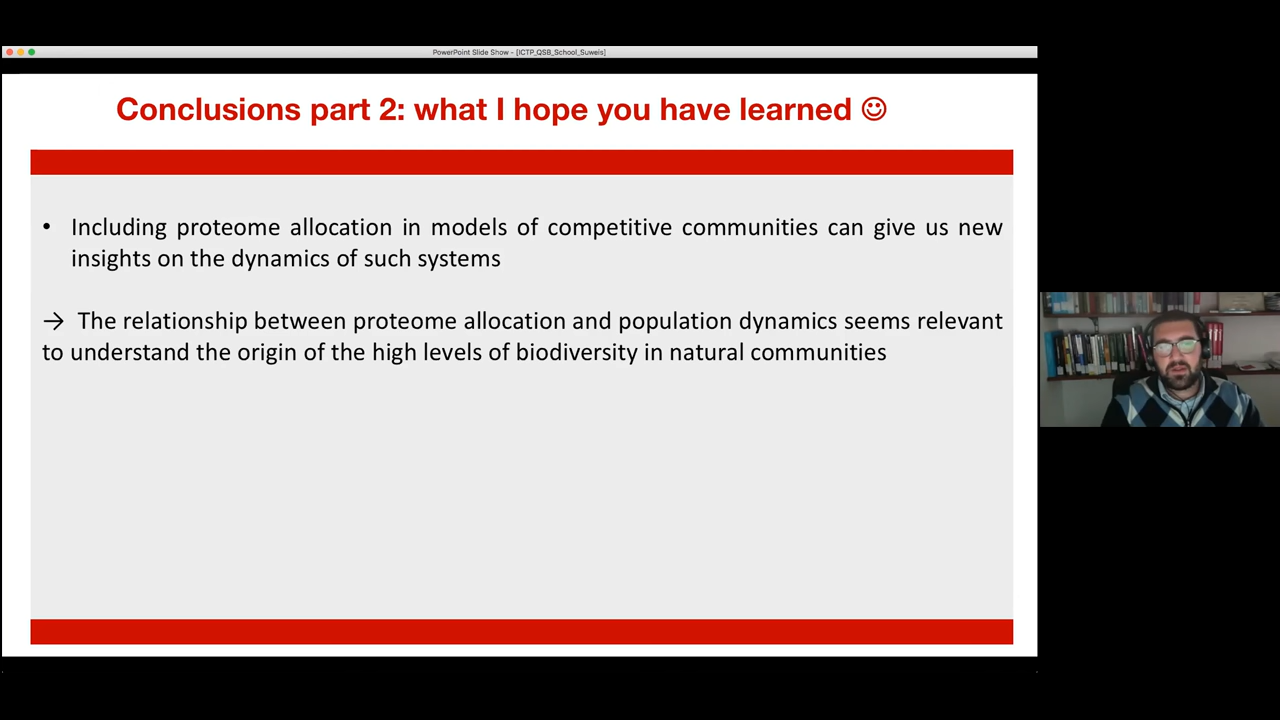 PowerPoint Slide Show - [ICTP_QSB_School_Suweis]
Conclusions part 2: what I hope you have learned ☺
• Including proteome allocation in models of competitive communities can give us new
insights on the dynamics of such systems
→ The relationship between proteome allocation and population dynamics seems relevant
to understand the origin of the high levels of biodiversity in natural communities